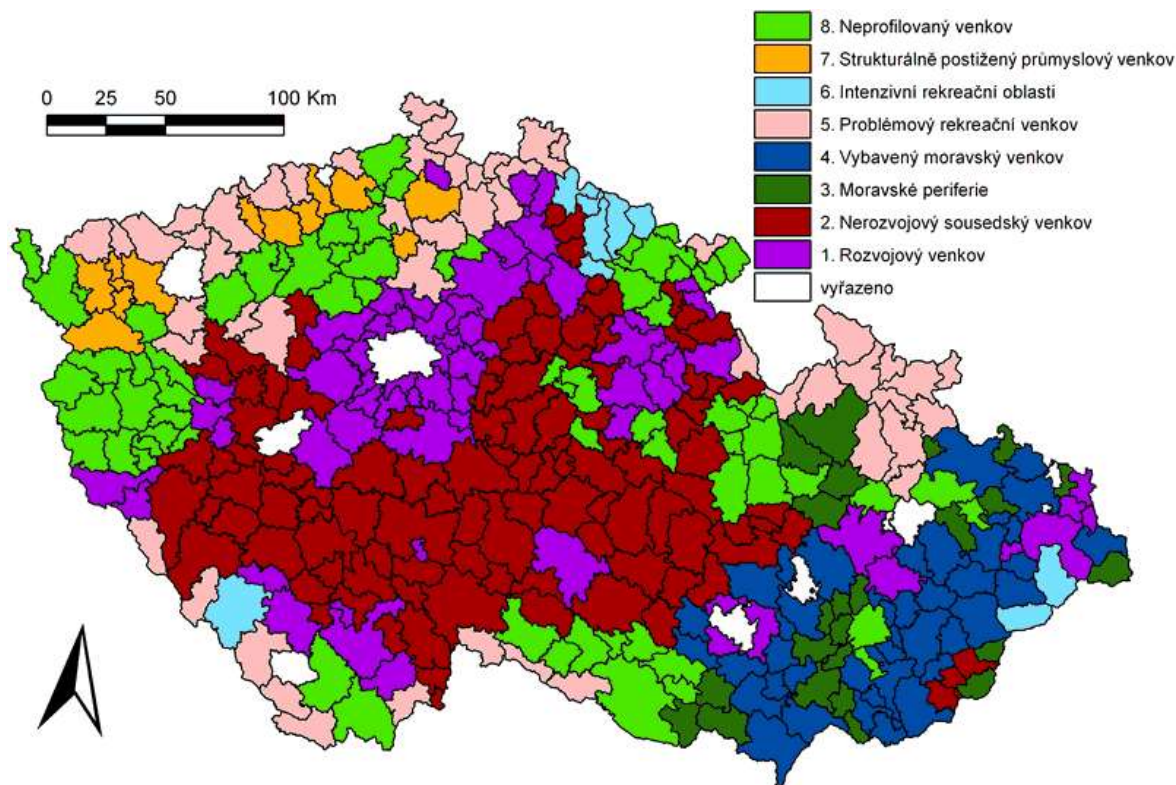 8. Neprofilovaný venkov
7. Strukturálně postižený průmyslový venkov
6. Intenzivní rekreační oblasti
5. Problémový rekreační venkov
4. Vybavený moravský venkov
3. Moravské periferie
2. Nerozvojový sousedský venkov
1. Rozvojový venkov
vyřazeno
0 25 50 100 Km